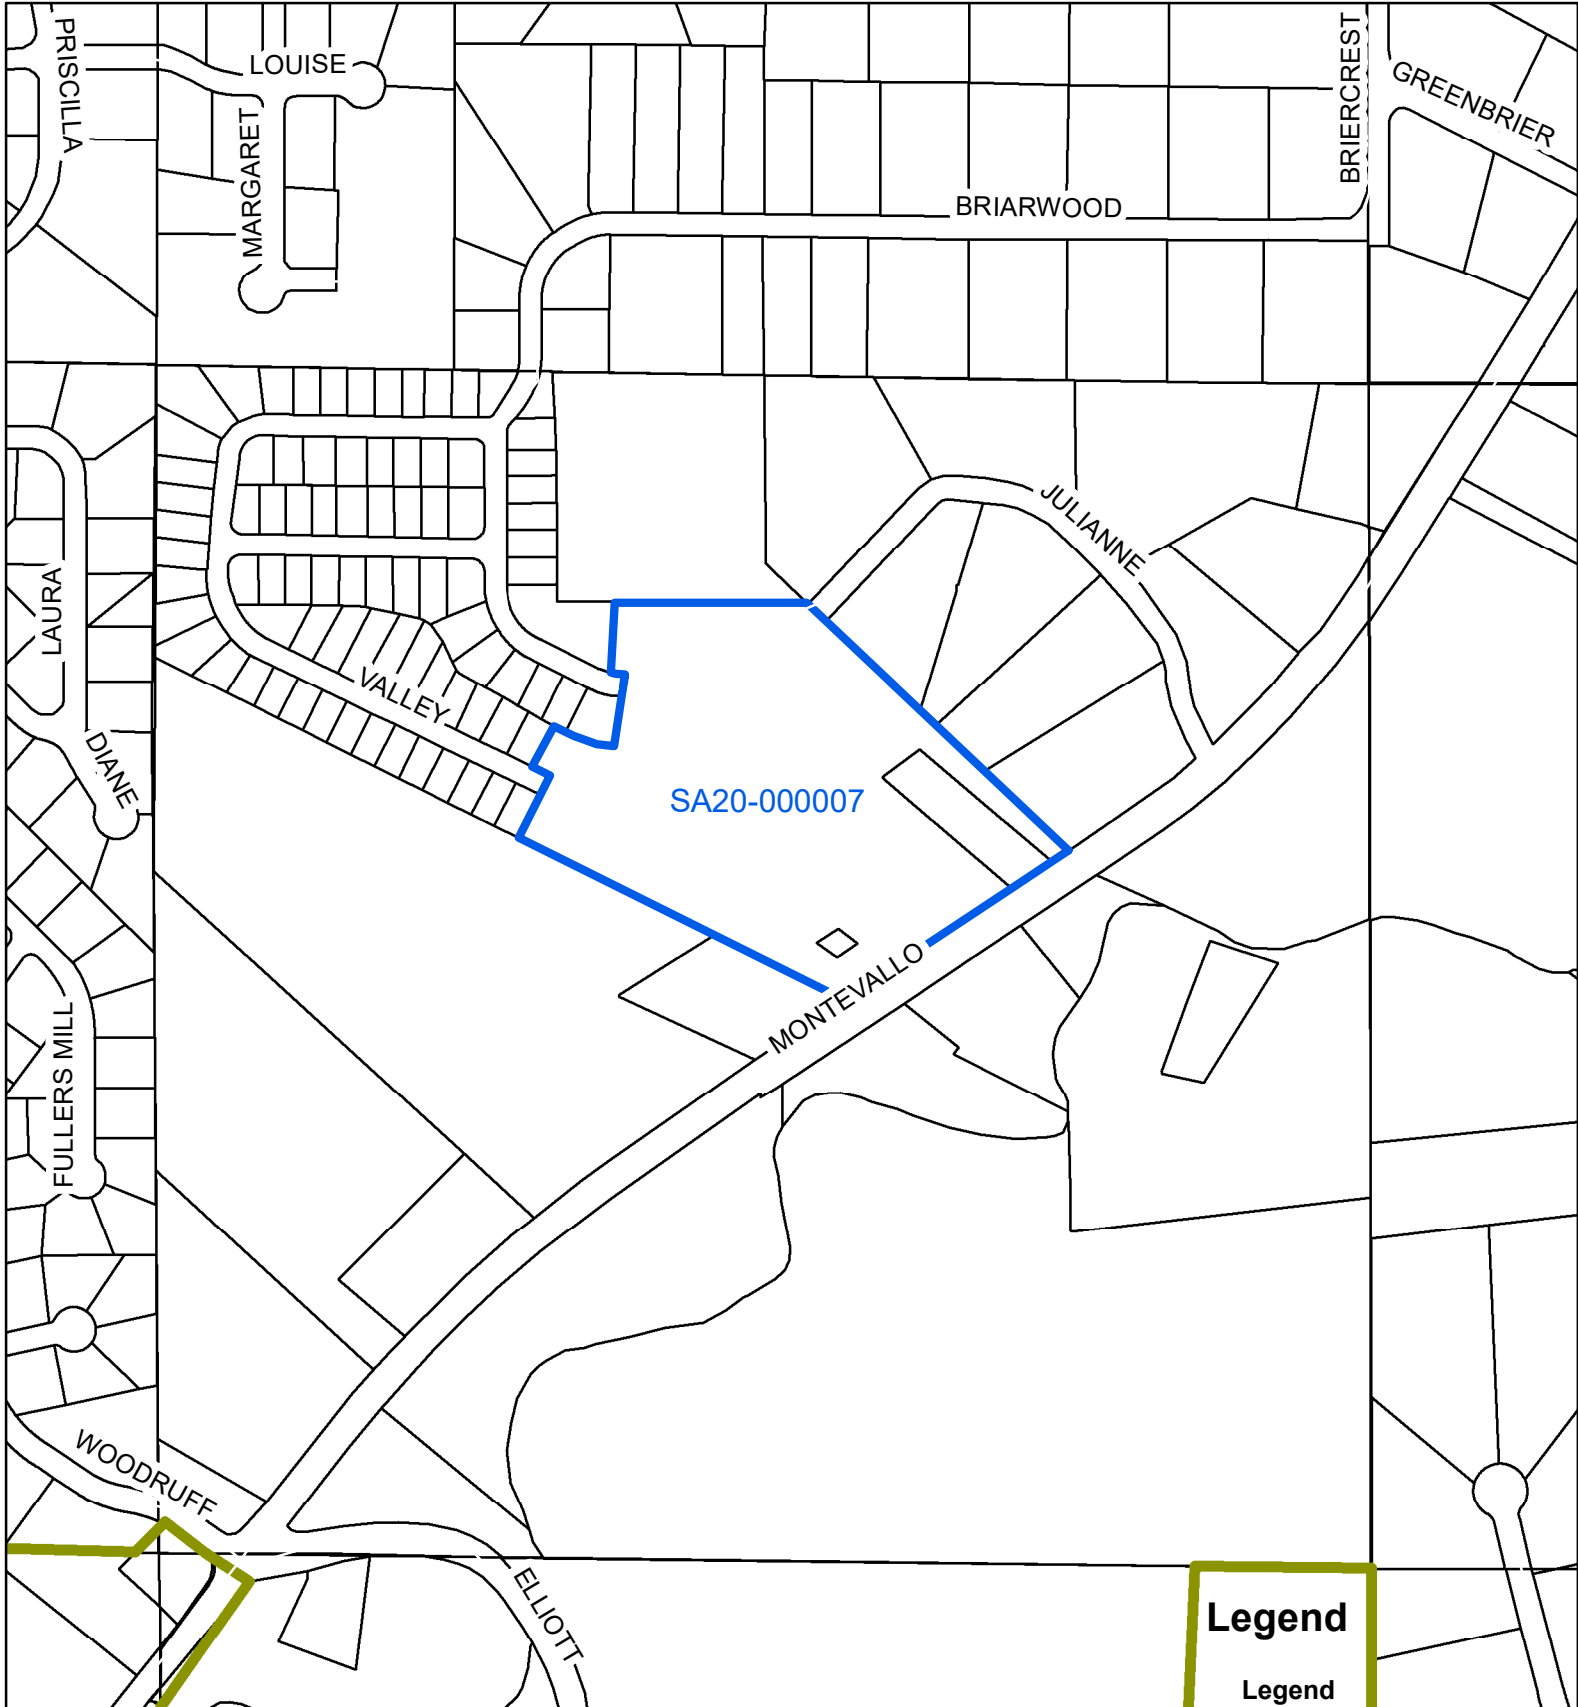 PRISCILLA
LOUISE
MARGARET
BRIERCREST
GREENBRIER
BRIARWOOD
JULIANNE
LAURA
VALLEY
DIANE
SA20-000007
MONTEVALLO
FULLERS MILL
WOODRUFF
ELLIOTT
Legend
Legend